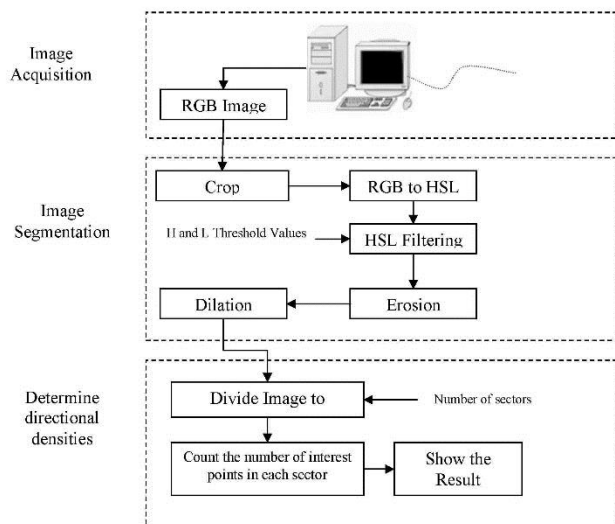 Image
Acquisition
RGB Image
Image
Segmentation
Crop
RGB to HSL
H and L Threshold Values
HSL Filtering
Dilation
Erosion
Determine
directional
densities
Divide Image to
Number of sectors
Count the number of interest
points in each sector
Show the
Result